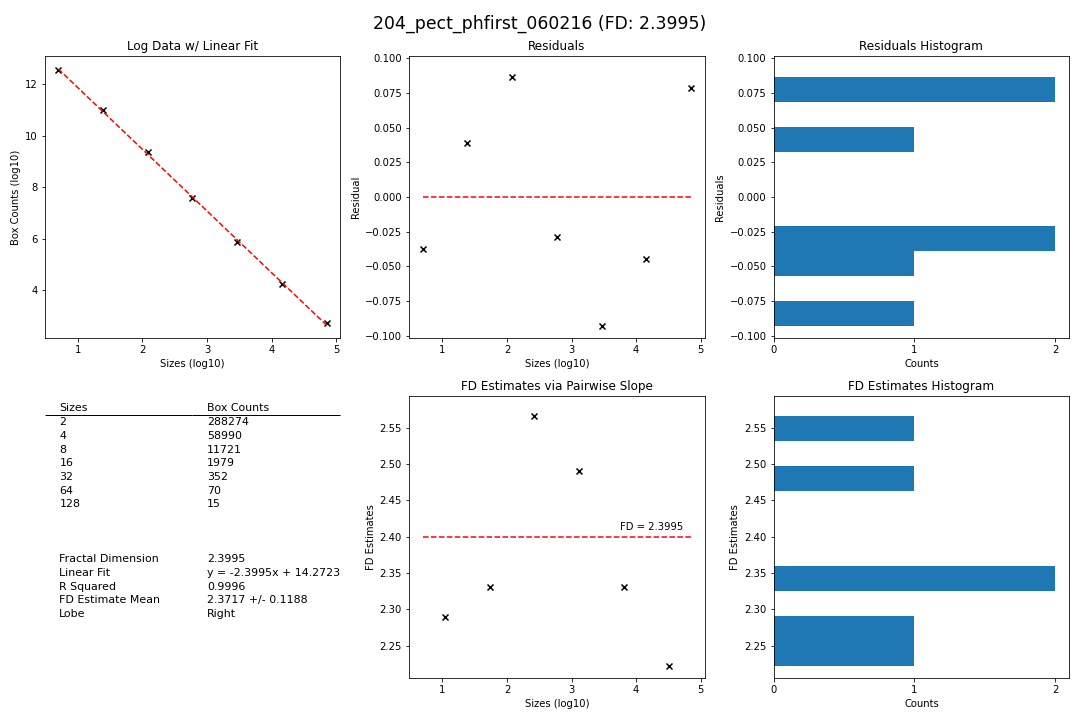 204_pect_phfirst_060216 (FD: 2.3995)
Log Data w/ Linear Fit
Box Counts (log10)
12
10
8
6
4
1 2 3 4 5
Sizes (log10)
Residuals
Residual
0.100
0.075
0.050
0.025
0.000
−0.025
−0.050
−0.075
−0.100
1 2 3 4 5
Sizes (log10)
Residuals Histogram
Residuals
0.100
0.075
0.050
0.025
0.000
−0.025
−0.050
−0.075
−0.100
0 1 2
Counts
Sizes Box Counts
2 288274
4 58990
8 11721
16 1979
32 352
64 70
128 15
Fractal Dimension 2.3995
Linear Fit y = -2.3995x + 14.2723
R Squared 0.9996
FD Estimate Mean 2.3717 +/- 0.1188
Lobe Right
FD Estimates via Pairwise Slope
FD Estimates
2.55
2.50
2.45
2.40
2.35
2.30
2.25
FD = 2.3995
1 2 3 4 5
Sizes (log10)
FD Estimates Histogram
FD Estimates
2.55
2.50
2.45
2.40
2.35
2.30
2.25
0 1 2
Counts